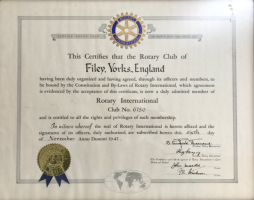 This Certifies that the Rotary Club of
Filey, Yorks, England
having been duly organized and having agreed, through its officers and members, to
be bound by the Constitution and By-Laws of Rotary International, which agreement
is evidenced by the acceptance of this certificate, is now a duly admitted member of
Rotary International
Club No.
and is entitled to all the rights and privileges of such membership.
In witness whereof the seal of Rotary International is hereto affixed and the
signatures of its officers, duly authorized, are subscribed hereto this
day of November Anno Domini